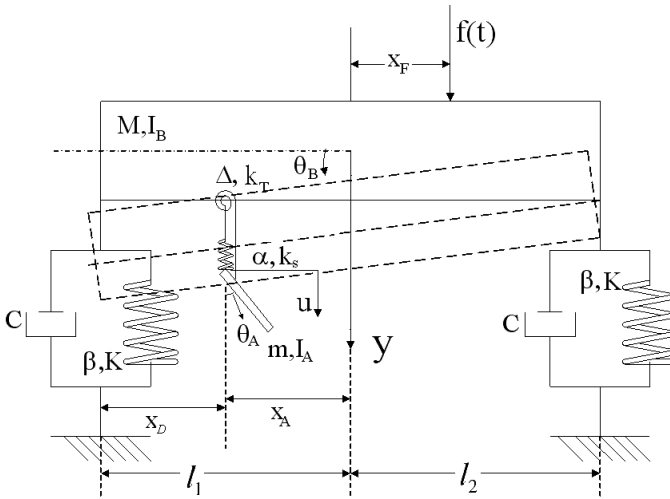 f(t)
x_F
M,I_B
θ_B
Δ, k_T
α,k_s
u
θ_A
m,I_A
y
C
β,K
C
β,K
x_D
x_A
l_1
l_2